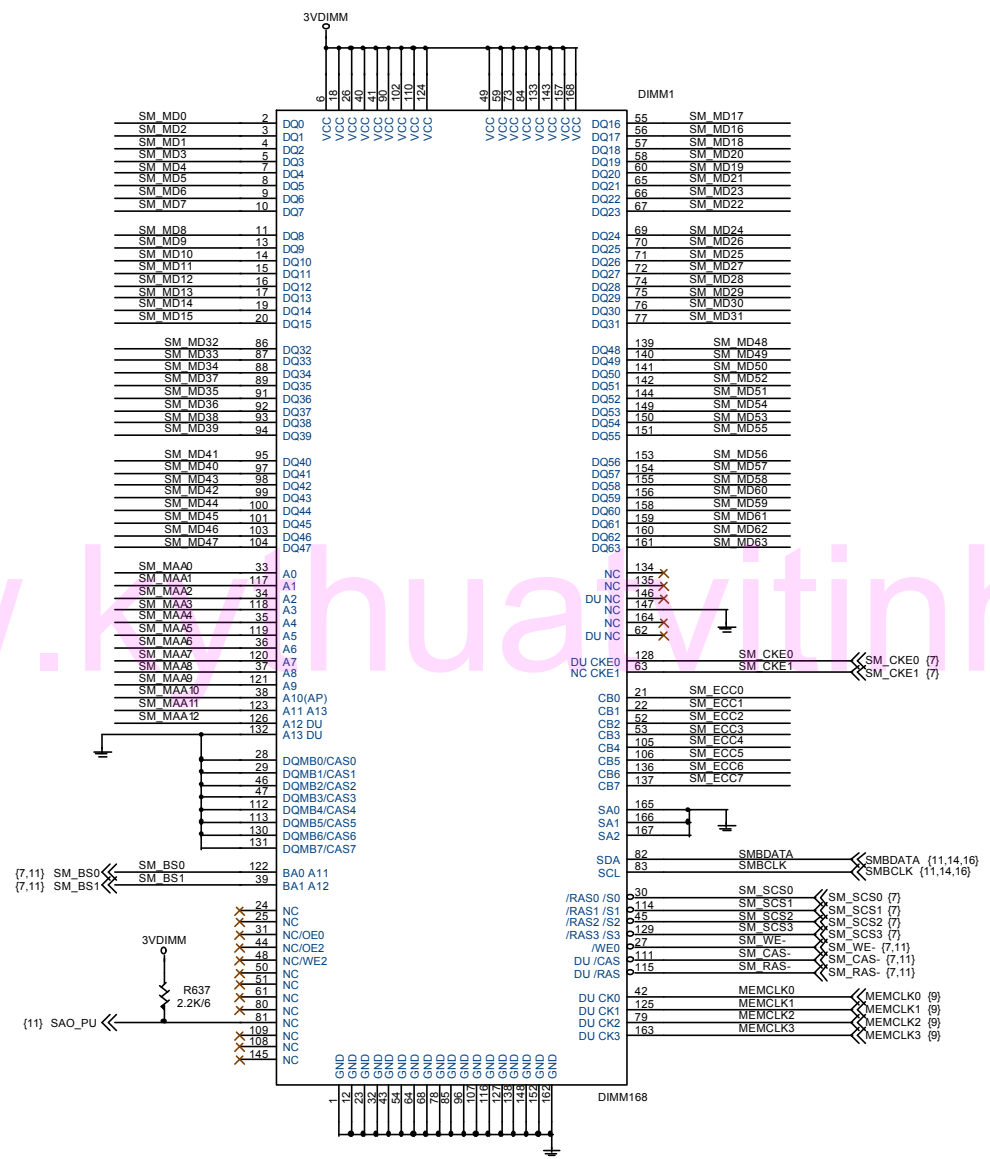 3VDIMM
6 18 26 40 41 90 102 110 124 49 59 73 84 133 143 157 168
DIMM1
VCC VCC VCC VCC VCC VCC VCC VCC VCC VCC VCC VCC VCC VCC VCC VCC VCC
SM_MD0 2 DQ0 DQ16 55 SM_MD17
SM_MD2 3 DQ1 DQ17 56 SM_MD16
SM_MD1 4 DQ2 DQ18 57 SM_MD18
SM_MD3 5 DQ3 DQ19 58 SM_MD20
SM_MD4 7 DQ4 DQ20 60 SM_MD19
SM_MD5 8 DQ5 DQ21 65 SM_MD21
SM_MD6 9 DQ6 DQ22 66 SM_MD23
SM_MD7 10 DQ7 DQ23 67 SM_MD22
SM_MD8 11 DQ8 DQ24 69 SM_MD24
SM_MD9 13 DQ9 DQ25 70 SM_MD26
SM_MD10 14 DQ10 DQ26 71 SM_MD25
SM_MD11 15 DQ11 DQ27 72 SM_MD27
SM_MD12 16 DQ12 DQ28 74 SM_MD28
SM_MD13 17 DQ13 DQ29 75 SM_MD29
SM_MD14 19 DQ14 DQ30 76 SM_MD30
SM_MD15 20 DQ15 DQ31 77 SM_MD31
SM_MD32 86 DQ32 DQ48 139 SM_MD48
SM_MD33 87 DQ33 DQ49 140 SM_MD49
SM_MD34 88 DQ34 DQ50 141 SM_MD50
SM_MD37 89 DQ35 DQ51 142 SM_MD52
SM_MD35 91 DQ36 DQ52 144 SM_MD51
SM_MD36 92 DQ37 DQ53 149 SM_MD54
SM_MD38 93 DQ38 DQ54 150 SM_MD53
SM_MD39 94 DQ39 DQ55 151 SM_MD55
SM_MD41 95 DQ40 DQ56 153 SM_MD56
SM_MD40 97 DQ41 DQ57 154 SM_MD57
SM_MD43 98 DQ42 DQ58 155 SM_MD58
SM_MD42 99 DQ43 DQ59 156 SM_MD60
SM_MD44 100 DQ44 DQ60 158 SM_MD59
SM_MD45 101 DQ45 DQ61 159 SM_MD61
SM_MD46 103 DQ46 DQ62 160 SM_MD62
SM_MD47 104 DQ47 DQ63 161 SM_MD63
SM_MAA0 33 A0 NC 134
SM_MAA1 117 A1 NC 135
SM_MAA2 34 A2 DU NC 146
SM_MAA3 118 A3 NC 147
SM_MAA4 35 A4 NC 164
SM_MAA5 119 A5 DU NC 62
SM_MAA6 36 A6
SM_MAA7 120 A7 DU CKE0 128 SM_CKE0 SM_CKE0 {7}
SM_MAA8 37 A8 NC CKE1 63 SM_CKE1 SM_CKE1 {7}
SM_MAA9 121 A9
SM_MAA10 38 A10(AP) CB0 21 SM_ECC0
SM_MAA11 123 A11 A13 CB1 22 SM_ECC1
SM_MAA12 126 A12 DU CB2 52 SM_ECC2
132 A13 DU CB3 53 SM_ECC3
CB4 105 SM_ECC4
28 DQMB0/CAS0 CB5 106 SM_ECC5
29 DQMB1/CAS1 CB6 136 SM_ECC6
46 DQMB2/CAS2 CB7 137 SM_ECC7
47 DQMB3/CAS3
112 DQMB4/CAS4 SA0 165
113 DQMB5/CAS5 SA1 166
130 DQMB6/CAS6 SA2 167
131 DQMB7/CAS7
SDA 82 SMBDATA SMBDATA {11,14,16}
{7,11} SM_BS0 SM_BS0 122 BA0 A11 SCL 83 SMBCLK SMBCLK {11,14,16}
{7,11} SM_BS1 SM_BS1 39 BA1 A12
/RAS0 /S0 30 SM_SCS0 SM_SCS0 {7}
24 NC /RAS1 /S1 114 SM_SCS1 SM_SCS1 {7}
25 NC /RAS2 /S2 45 SM_SCS2 SM_SCS2 {7}
31 NC/OE0 /RAS3 /S3 129 SM_SCS3 SM_SCS3 {7}
44 NC/OE2 /WE0 27 SM_WE- SM_WE- {7,11}
48 NC/WE2 DU /CAS 111 SM_CAS- SM_CAS- {7,11}
50 NC DU /RAS 115 SM_RAS- SM_RAS- {7,11}
51 NC
61 NC DU CK0 42 MEMCLK0 MEMCLK0 {9}
80 NC DU CK1 125 MEMCLK1 MEMCLK1 {9}
3VDIMM
R637
2.2K/6
{11} SAO_PU 81 NC DU CK2 79 MEMCLK2 MEMCLK2 {9}
109 NC DU CK3 163 MEMCLK3 MEMCLK3 {9}
108 NC
145 NC
GND GND GND GND GND GND GND GND GND GND GND GND GND GND GND GND GND GND
1 12 23 32 43 54 64 68 78 85 96 107 116 127 138 148 152 162
DIMM168
.kythuatvitinh